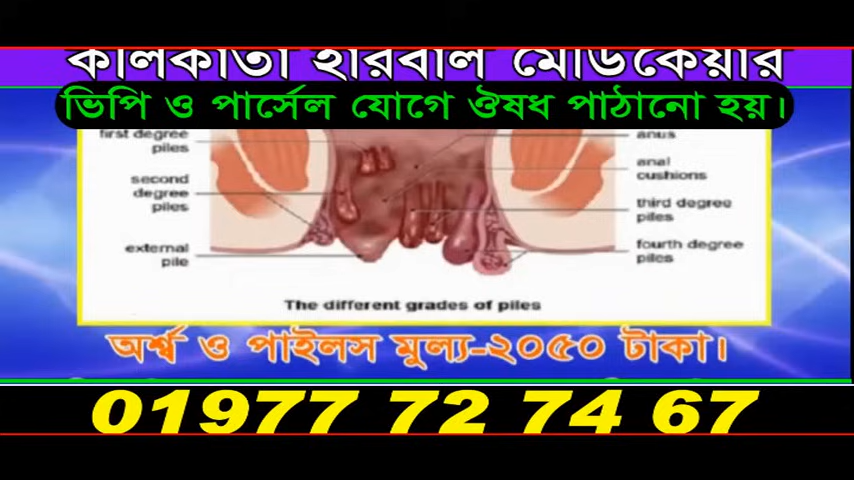 কালকাতা হারবাল মেডিকেয়ার
ভিপি ও পার্সেল যোগে ঔষধ পাঠানো হয়।
first degree
piles
second
degree
piles
external
pile
anus
anal
cushions
third degree
piles
fourth degree
piles
The different grades of piles
অর্শ্ব ও পাইলস মুল্য-২০৫০ টাকা।
01977 72 74 67